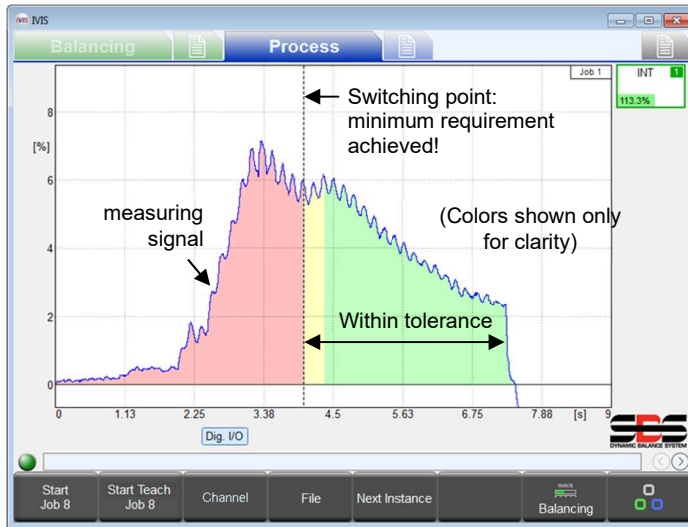 IVIS
Balancing
Process
Job 1
INT 1
113.3%
8
[%]
6
4
2
0
Switching point:
minimum requirement
achieved!
measuring
signal
(Colors shown only
for clarity)
Within tolerance
0 1.13 2.25 3.38 4.5 5.63 6.75 7.88 [s] 9
Dig. I/O
SBS
DYNAMIC BALANCE SYSTEM
Start
Job 8
Start Teach
Job 8
Channel
File
Next Instance
mm/s
Balancing